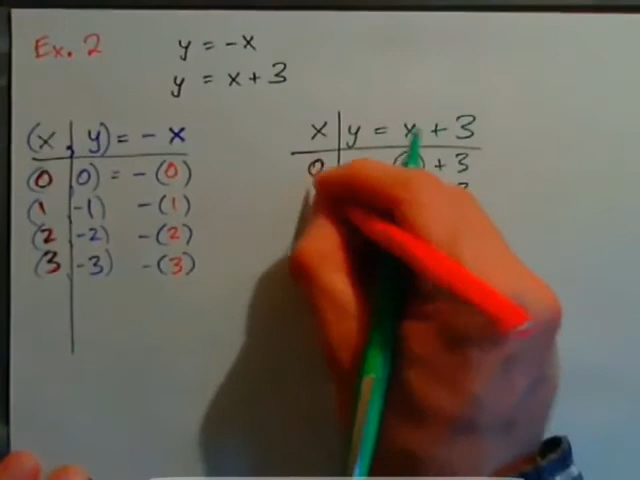 Ex. 2
y = -x
y = x + 3
(x, y) = - x
(0, 0) = - (0)
(1, -1) - (1)
(2, -2) - (2)
(3, -3) - (3)
x y = x + 3
0 ( ) + 3